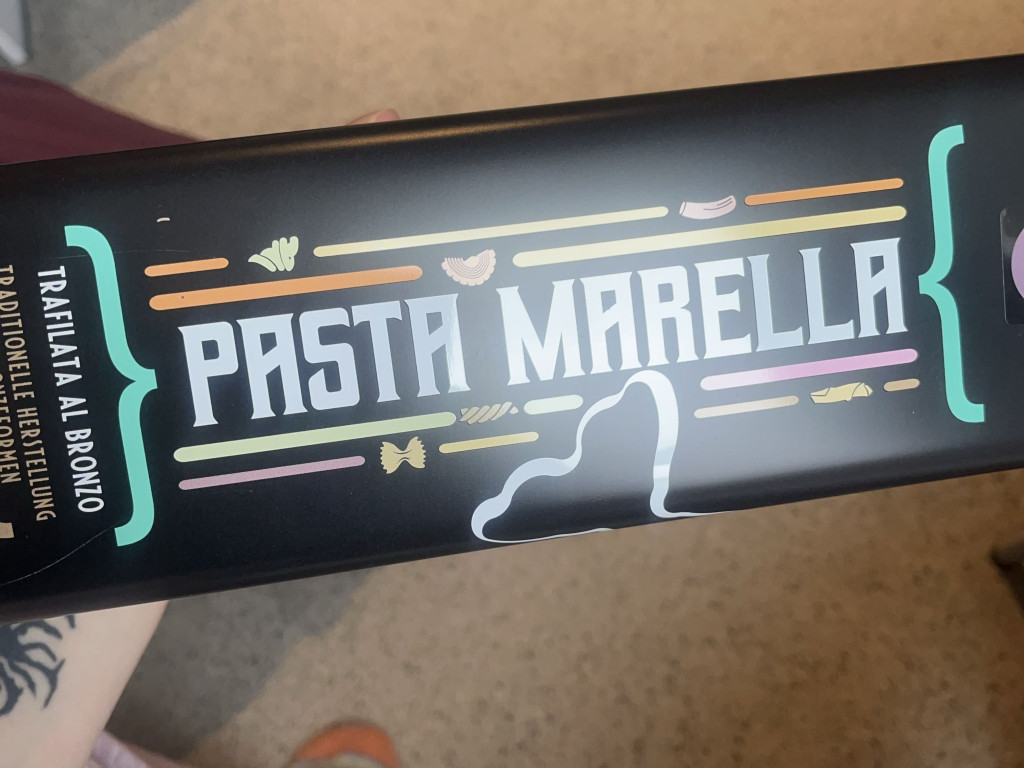 PASTA MARELLA
TRAFILATA AL BRONZO
TRADITIONELLE HERSTELLUNG